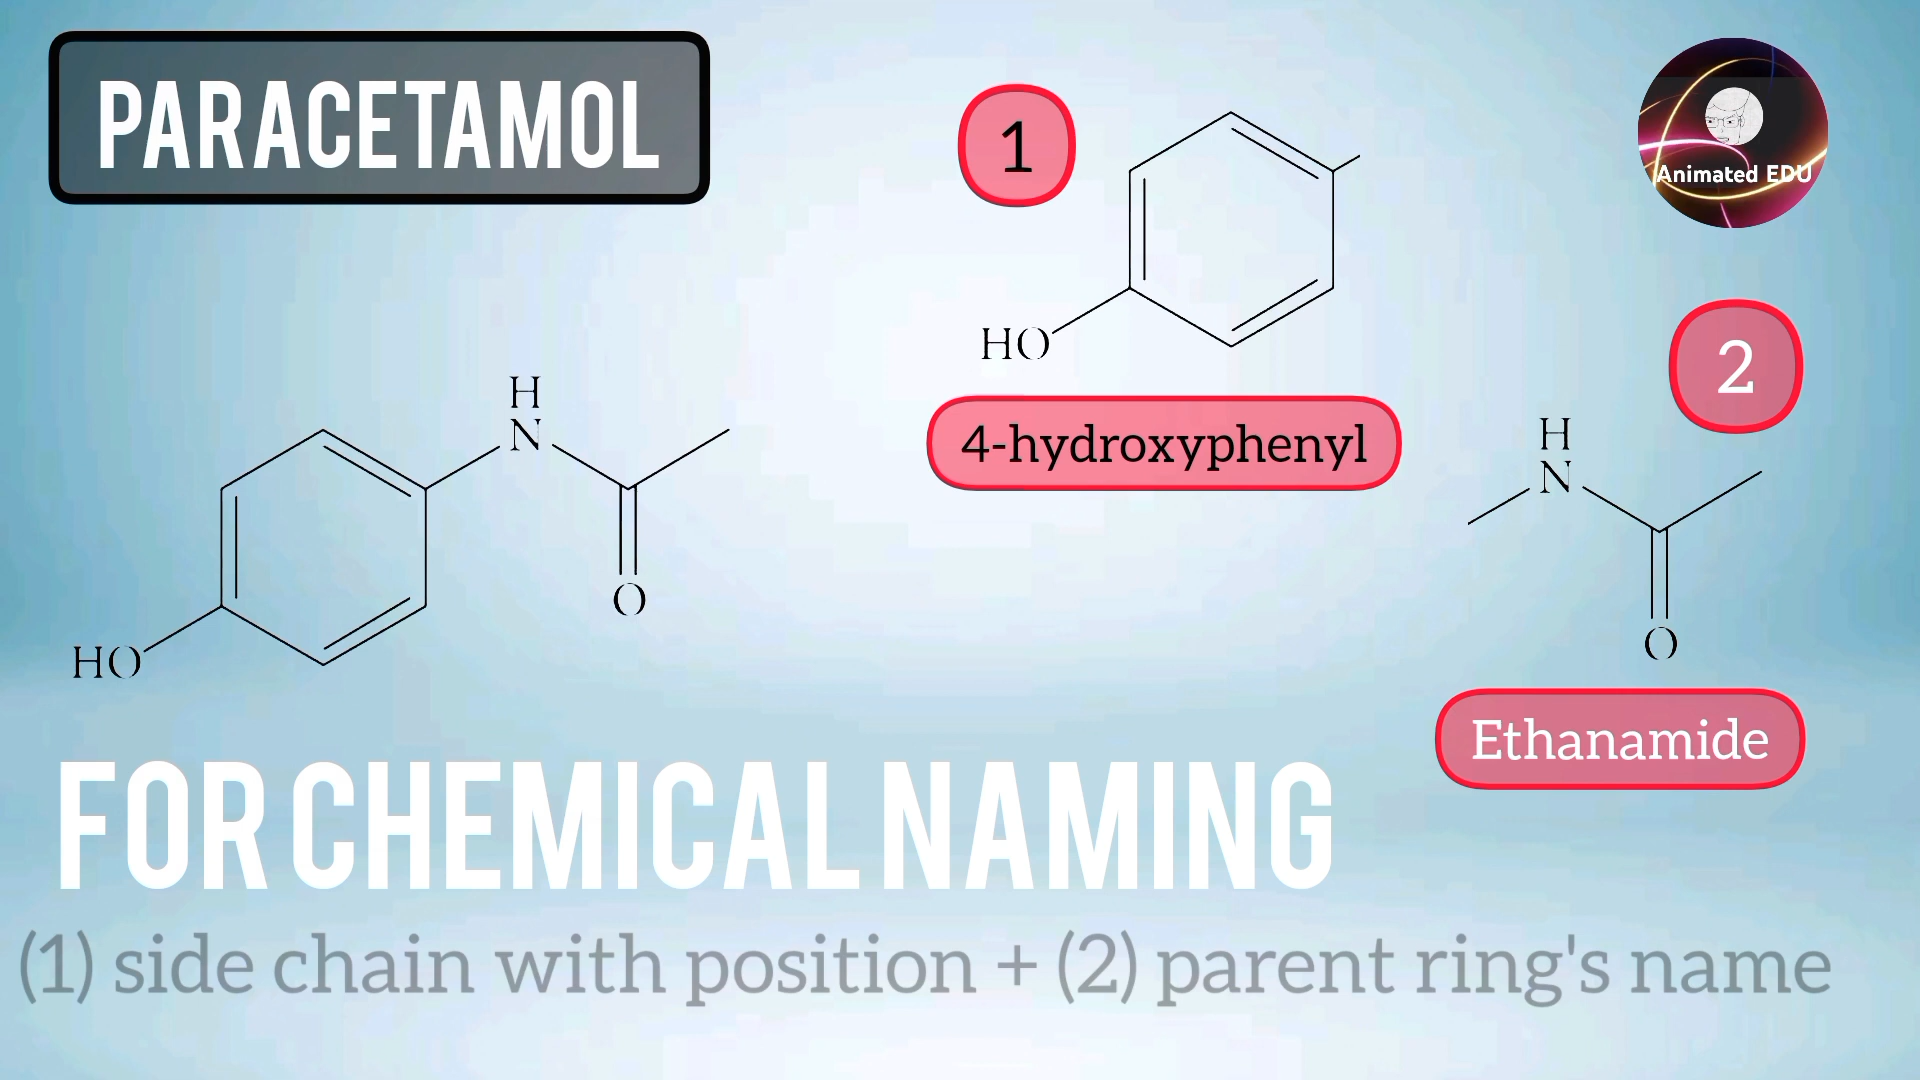 PARACETAMOL
1
Animated EDU
HO
4-hydroxyphenyl
2
H
N
O
HO
H
N
O
Ethanamide
FOR CHEMICAL NAMING
(1) side chain with position + (2) parent ring's name